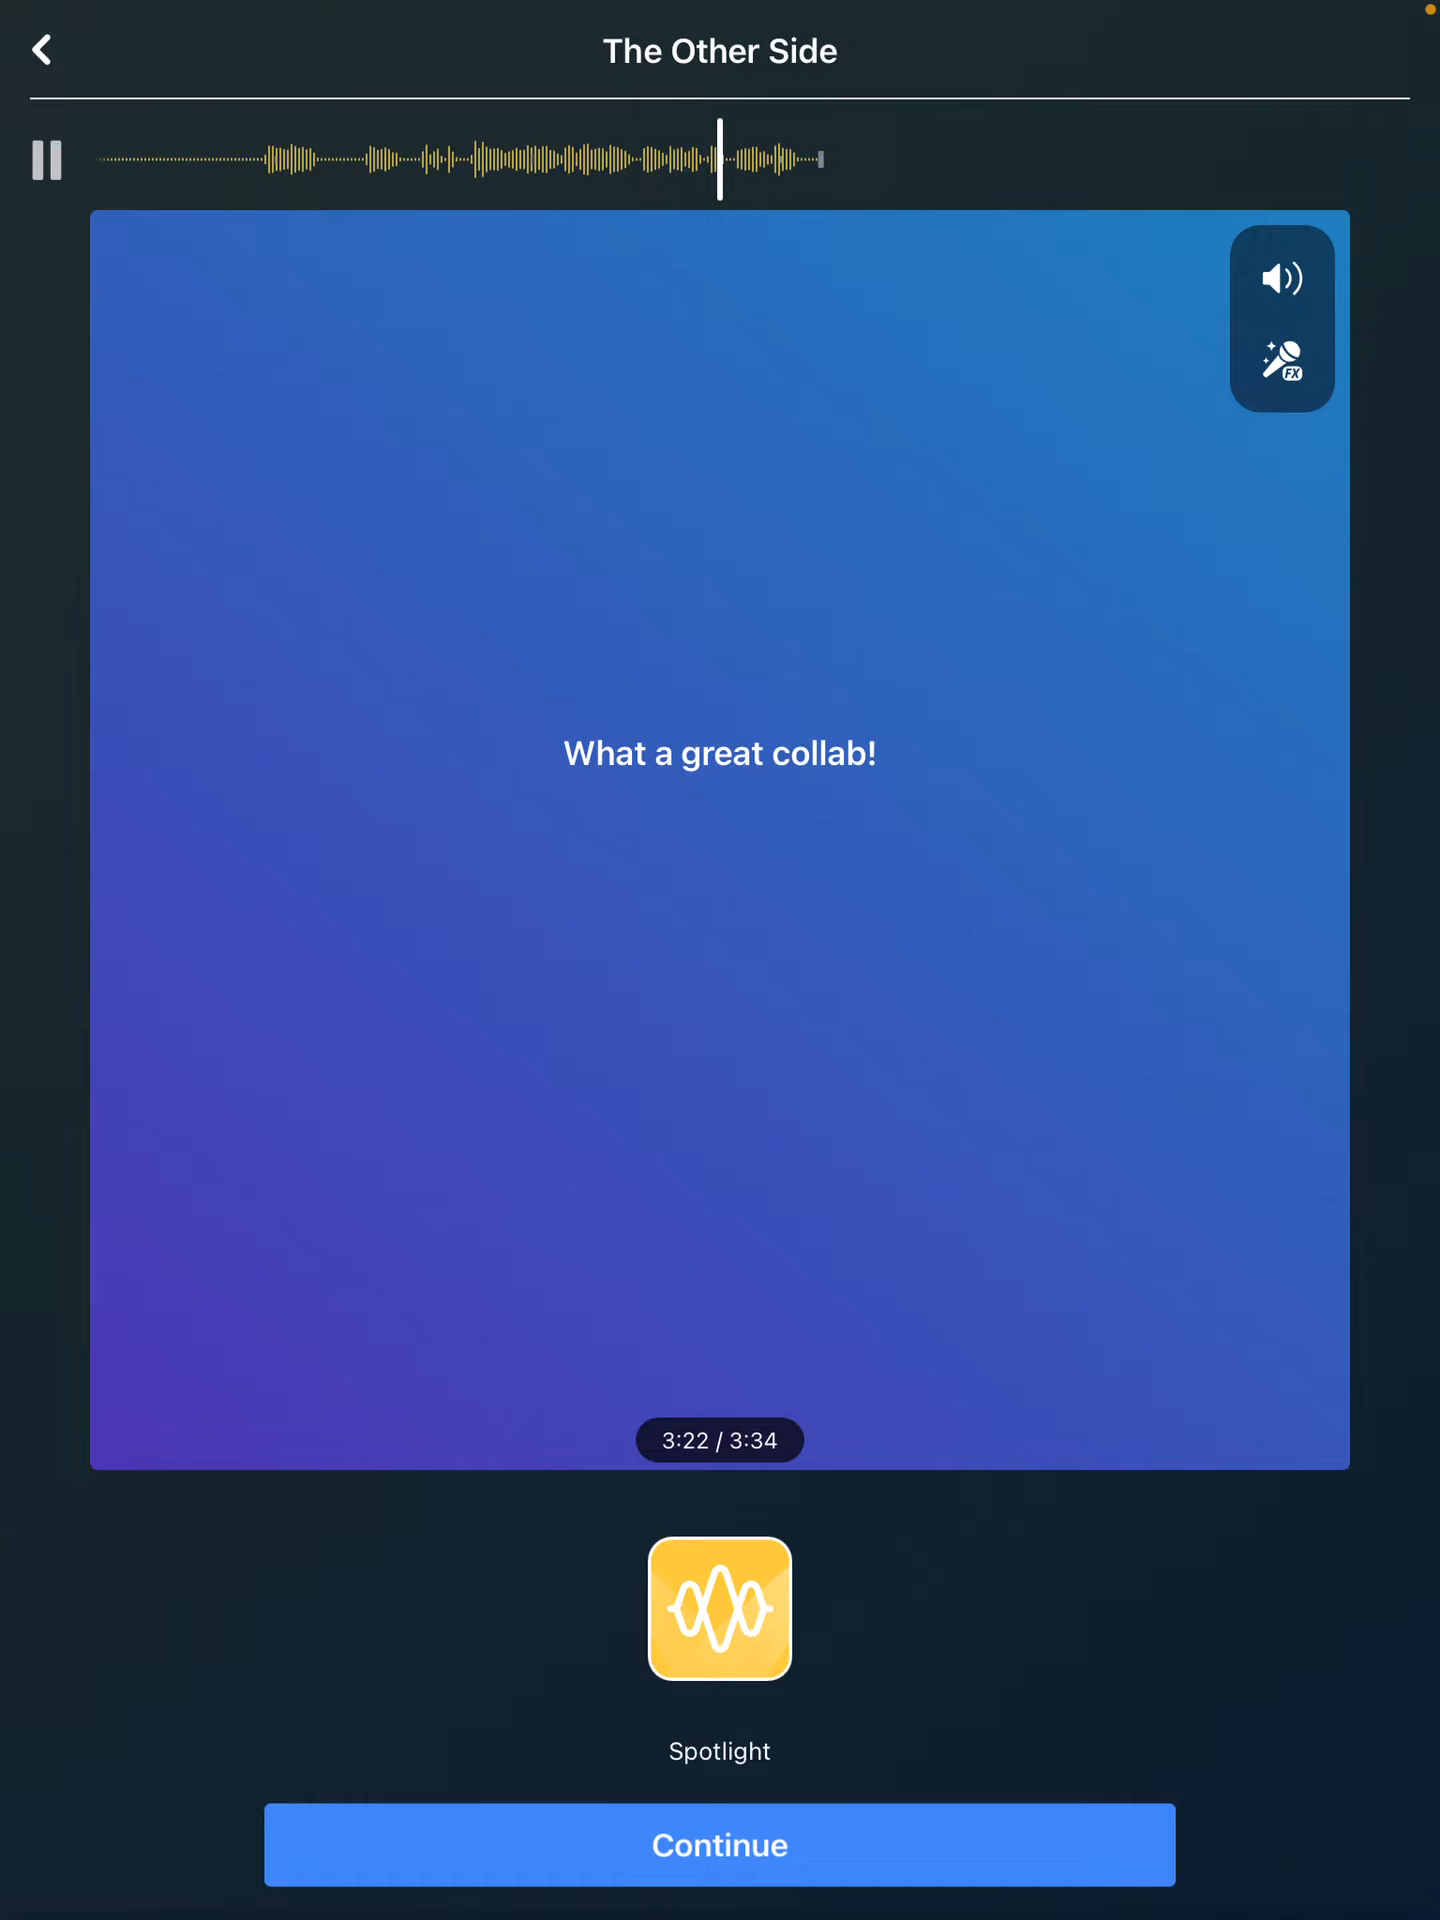 The Other Side
FX
What a great collab!
3:22 / 3:34
Spotlight
Continue